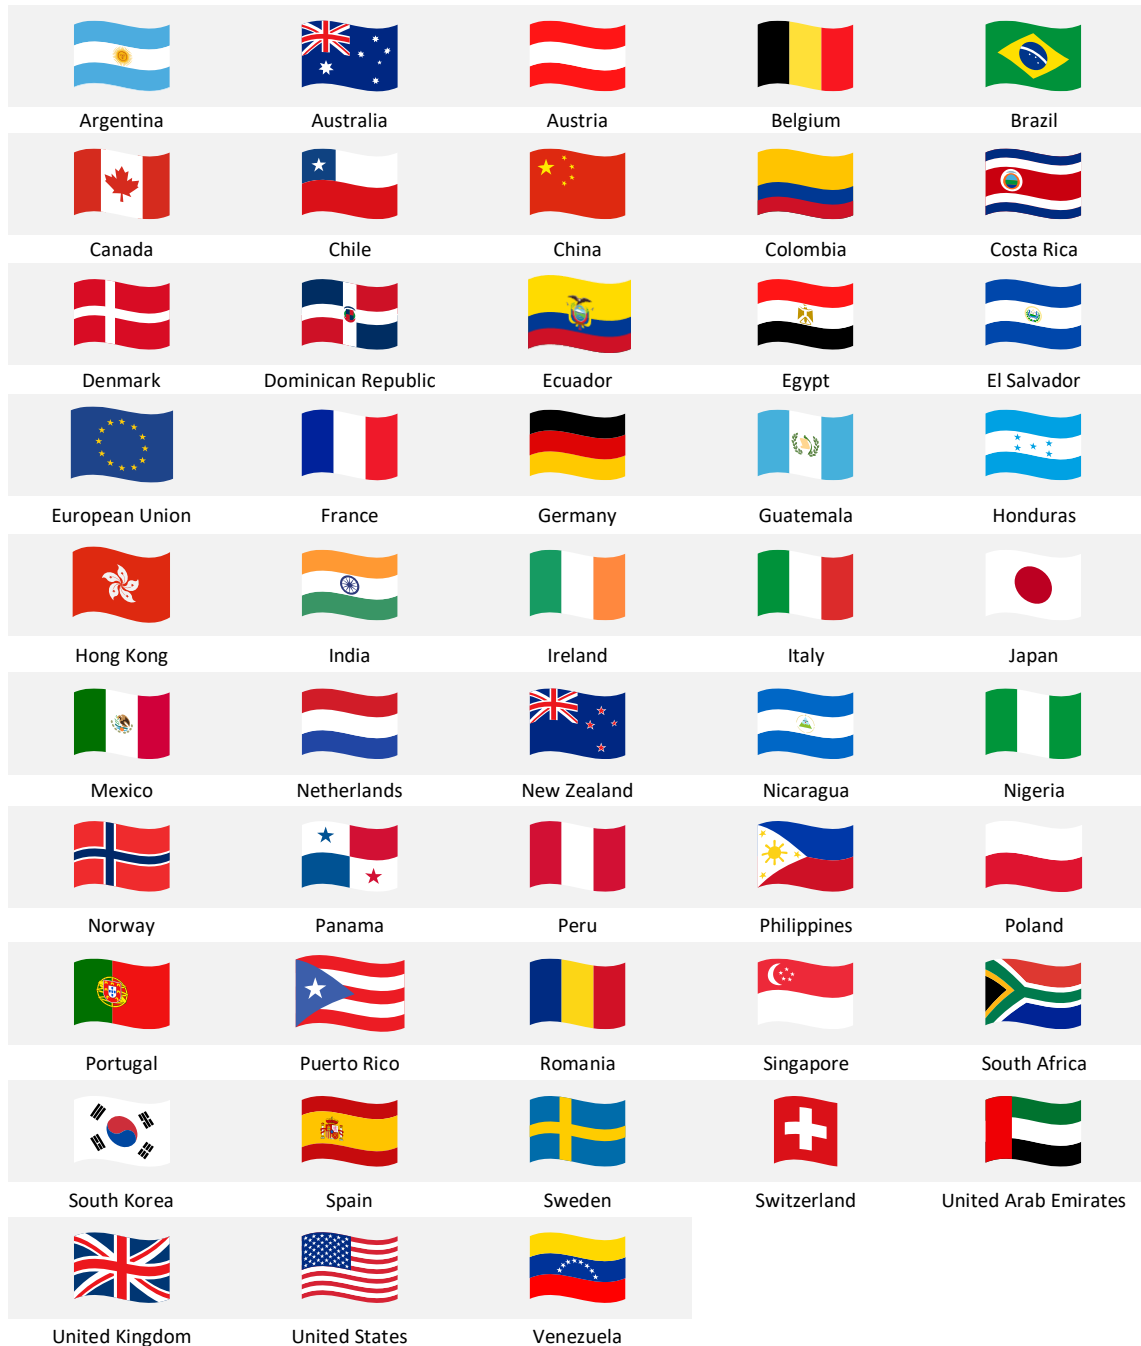 Argentina Australia Austria Belgium Brazil
Canada Chile China Colombia Costa Rica
Denmark Dominican Republic Ecuador Egypt El Salvador
European Union France Germany Guatemala Honduras
Hong Kong India Ireland Italy Japan
Mexico Netherlands New Zealand Nicaragua Nigeria
Norway Panama Peru Philippines Poland
Portugal Puerto Rico Romania Singapore South Africa
South Korea Spain Sweden Switzerland United Arab Emirates
United Kingdom United States Venezuela